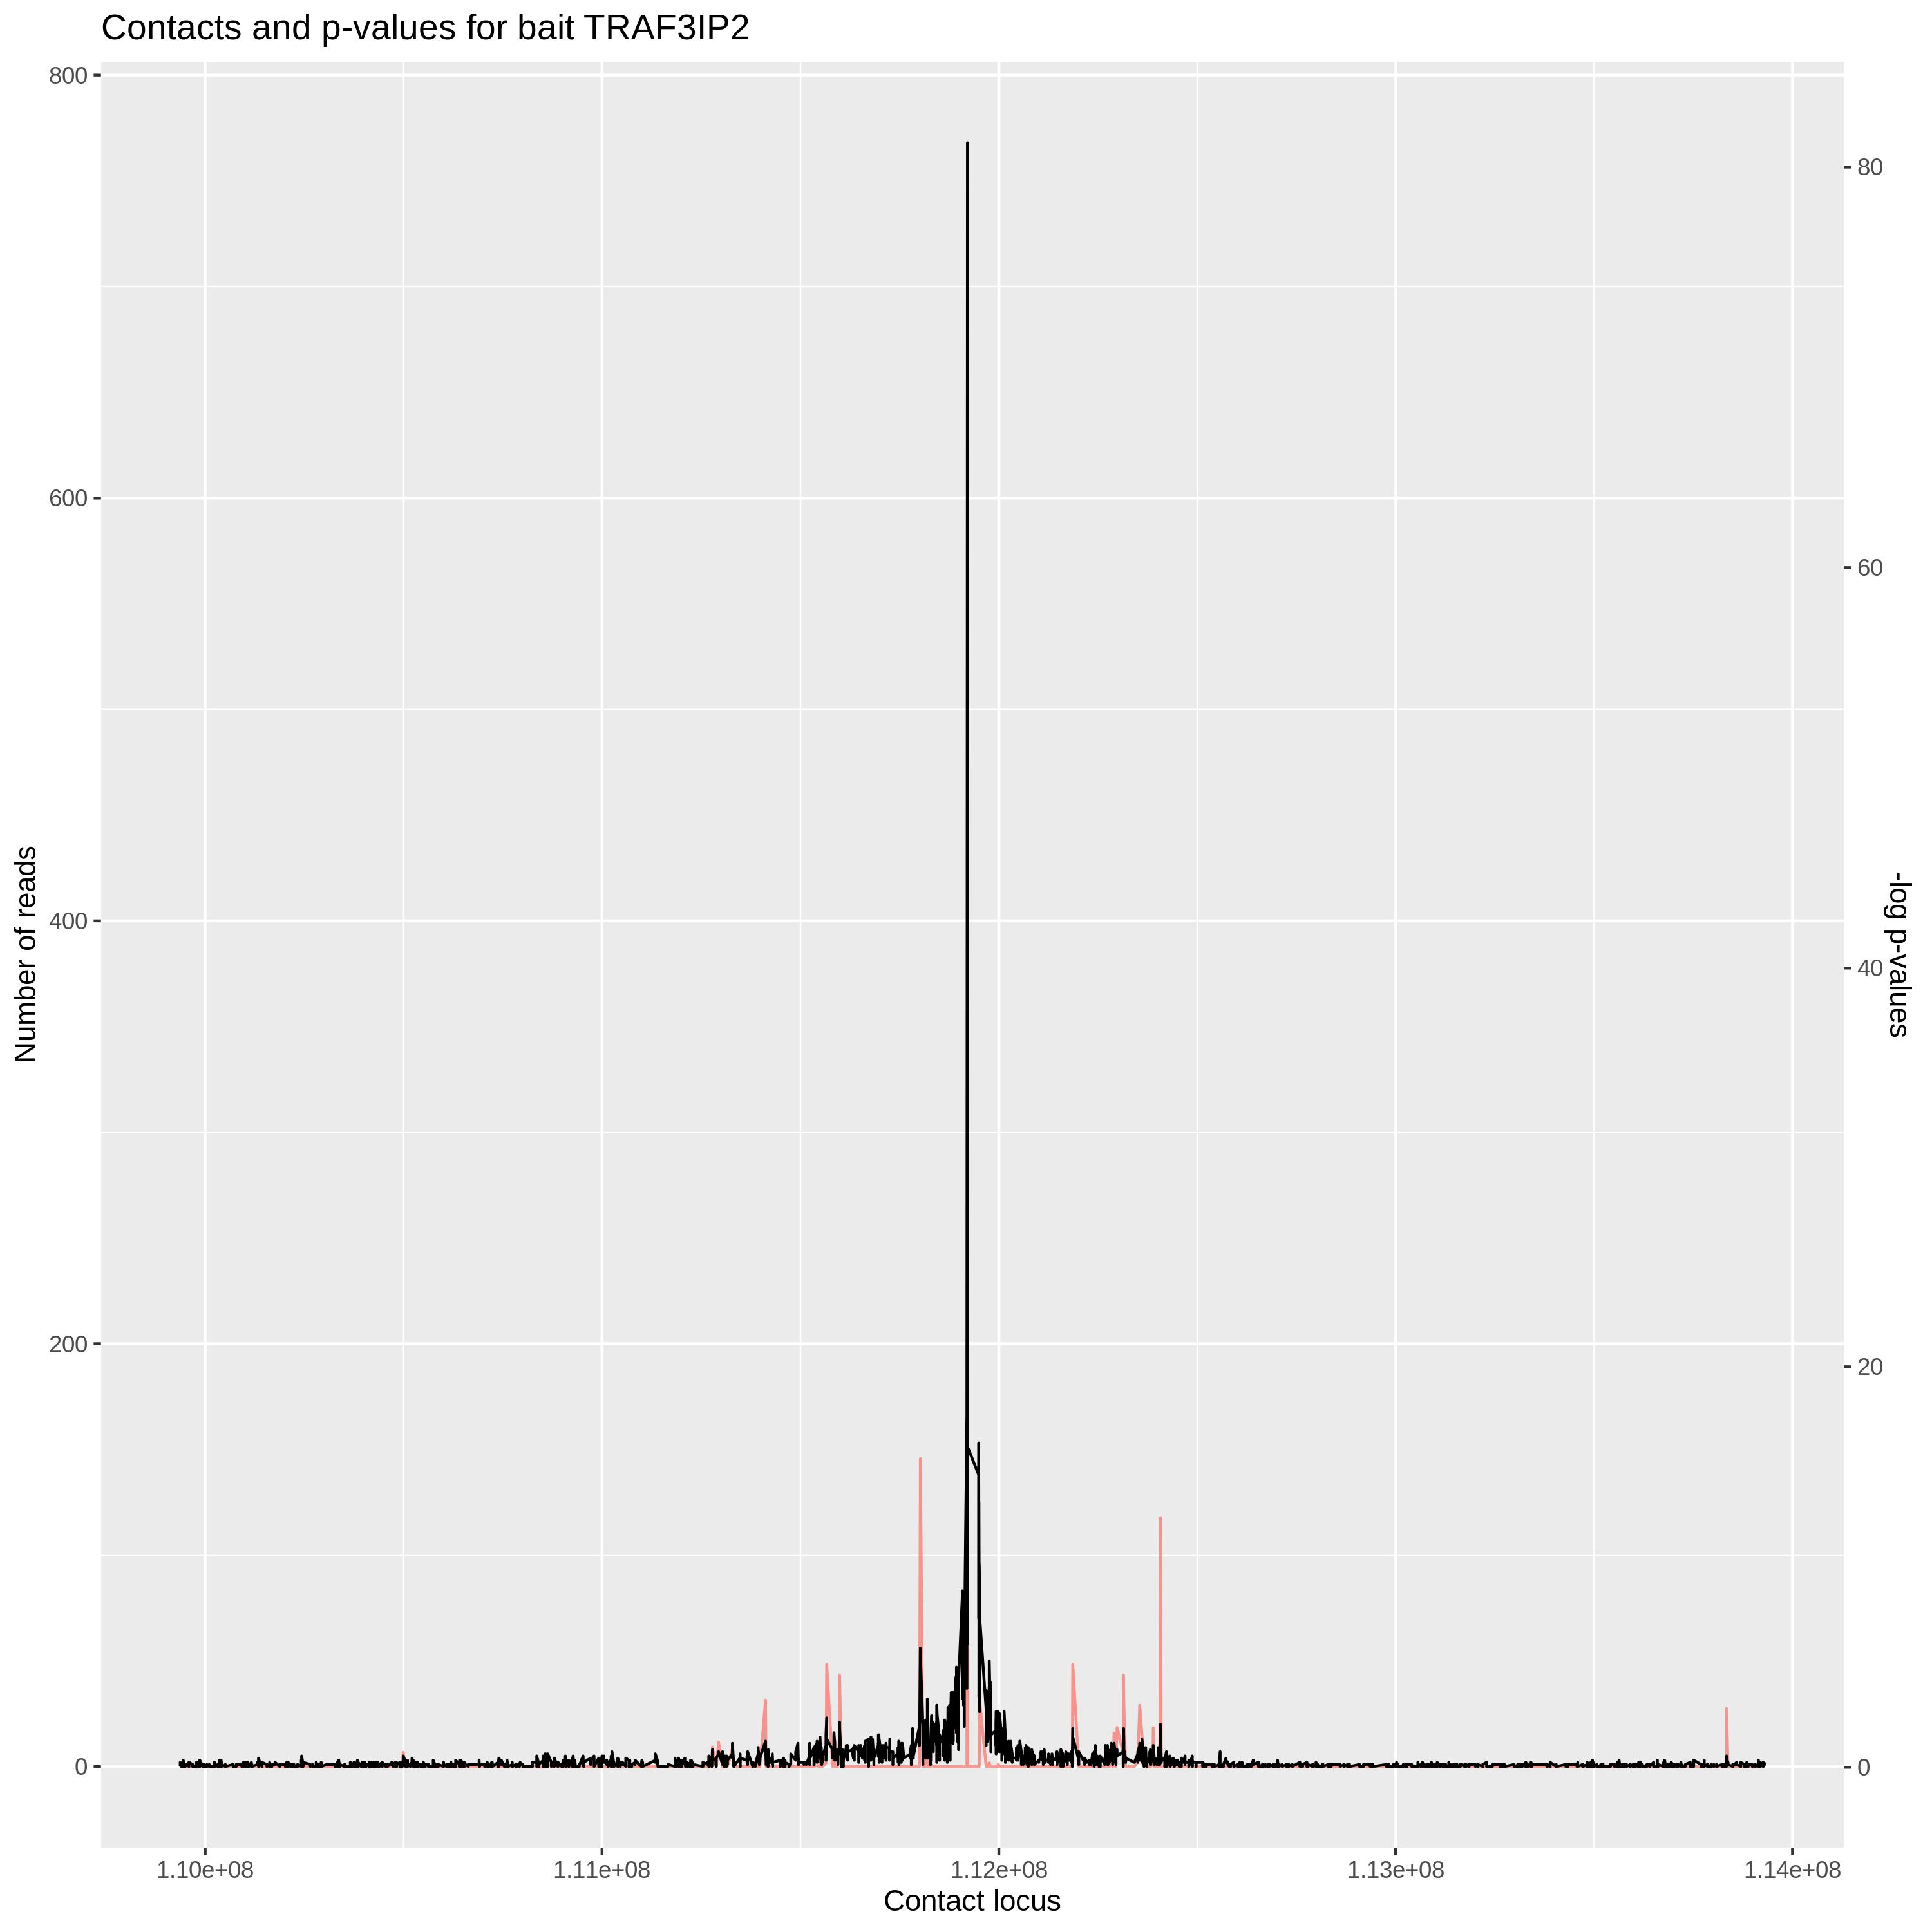 Contacts and p-values for bait TRAF3IP2
800
600
400
200
0
Number of reads
80
60
40
20
0
-log p-values
1.10e+08
1.11e+08
1.12e+08
1.13e+08
1.14e+08
Contact locus